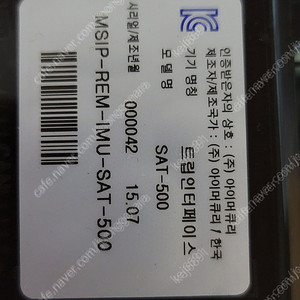 인증받은자의 상호 : (주) 아이머큐리
제조자/제조국가 : (주) 아이머큐리 / 한국
기기 명칭 트림인터페이스
모델명 SAT-500
시리얼/제조년월 000042 15.07
MSIP-REM-IMU-SAT-500